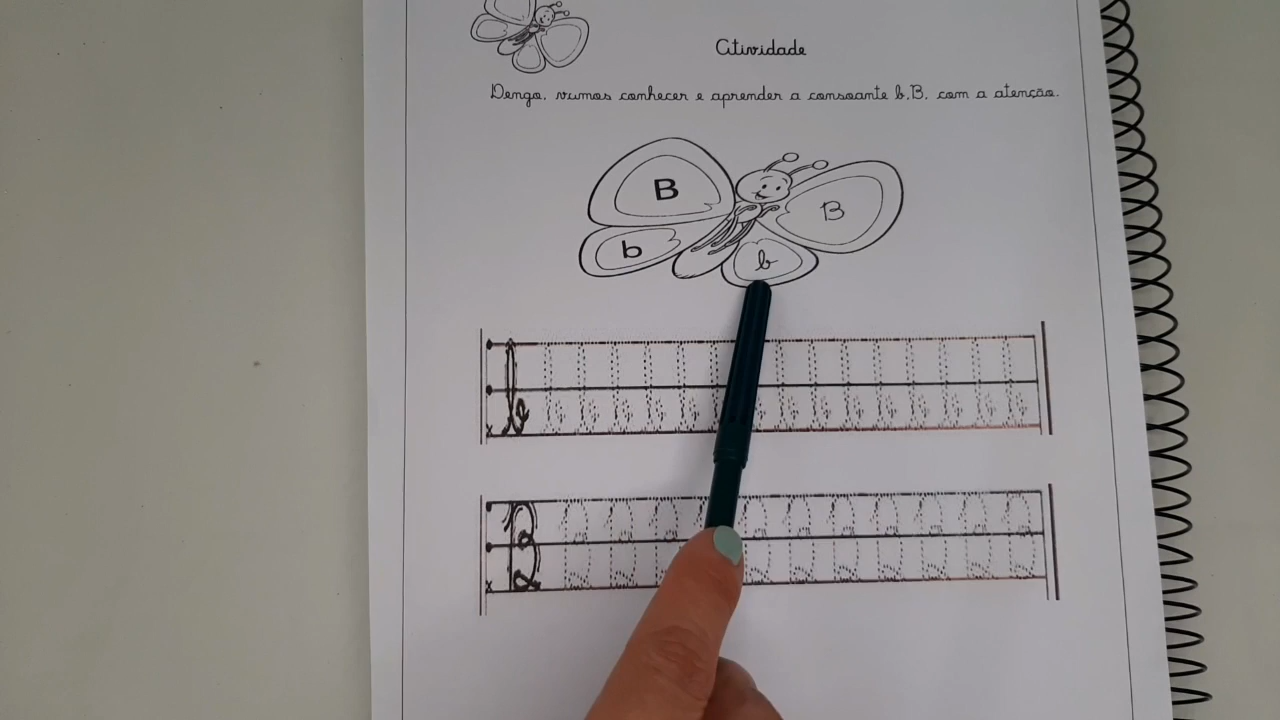 Atividade
Dengo, vamos conhecer e aprender a consoante b,B, com a atenção.
B
B
b
b
b
B